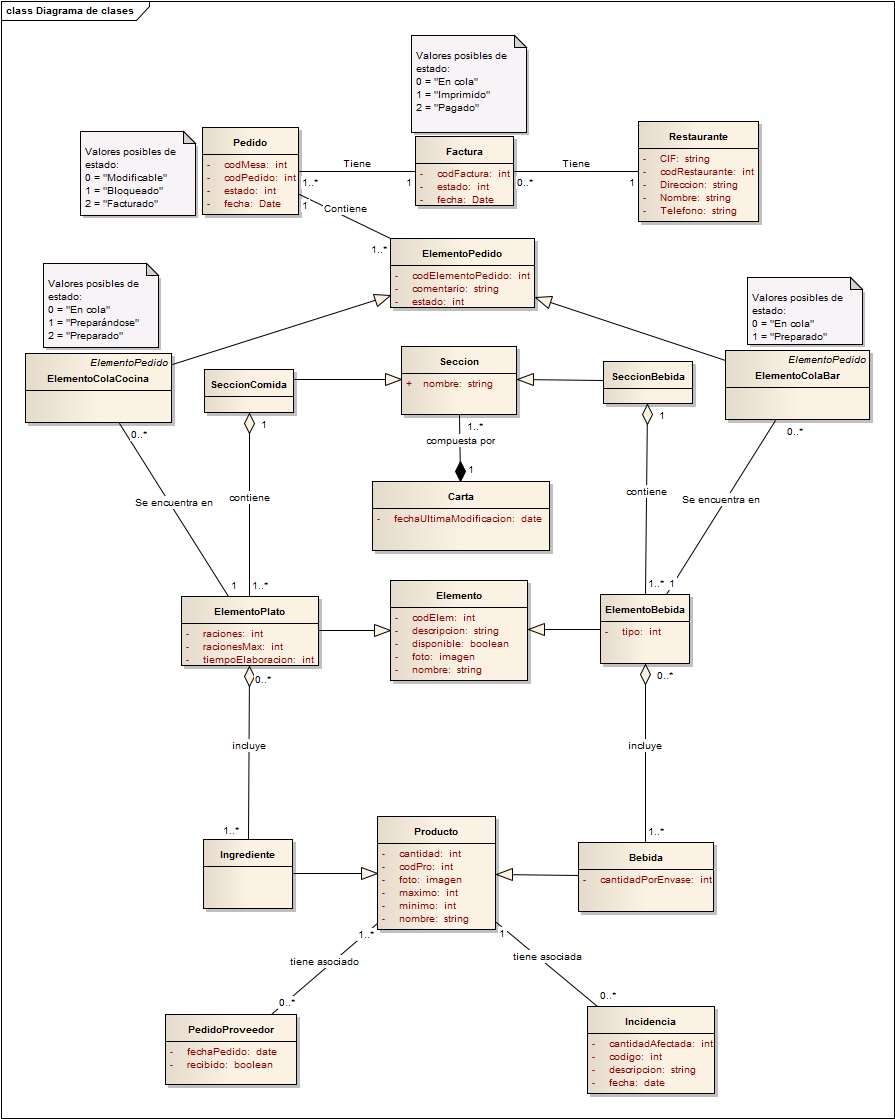 class Diagrama de clases
Valores posibles de
estado:
0 = "En cola"
1 = "Imprimido"
2 = "Pagado"
Valores posibles de
estado:
0 = "Modificable"
1 = "Bloqueado"
2 = "Facturado"
Pedido
- codMesa: int
- codPedido: int
- estado: int
- fecha: Date
Tiene
1..*
1
Factura
- codFactura: int
- estado: int
- fecha: Date
Tiene
0..*
1
Restaurante
- CIF: string
- codRestaurante: int
- Direccion: string
- Nombre: string
- Telefono: string
1
Contiene
1..*
ElementoPedido
- codElementoPedido: int
- comentario: string
- estado: int
Valores posibles de
estado:
0 = "En cola"
1 = "Preparándose"
2 = "Preparado"
Valores posibles de
estado:
0 = "En cola"
1 = "Preparado"
ElementoPedido
ElementoColaCocina
0..*
SeccionComida
1
Seccion
+ nombre: string
1..*
compuesta por
1
SeccionBebida
1
ElementoPedido
ElementoColaBar
0..*
Carta
- fechaUltimaModificacion: date
Se encuentra en
contiene
contiene
Se encuentra en
1
1..*
1..*
1
ElementoPlato
- raciones: int
- racionesMax: int
- tiempoElaboracion: int
0..*
Elemento
- codElem: int
- descripcion: string
- disponible: boolean
- foto: imagen
- nombre: string
ElementoBebida
- tipo: int
0..*
incluye
incluye
1..*
1..*
Ingrediente
Producto
- cantidad: int
- codPro: int
- foto: imagen
- maximo: int
- minimo: int
- nombre: string
Bebida
- cantidadPorEnvase: int
1..*
1
tiene asociado
tiene asociada
0..*
0..*
PedidoProveedor
- fechaPedido: date
- recibido: boolean
Incidencia
- cantidadAfectada: int
- codigo: int
- descripcion: string
- fecha: date